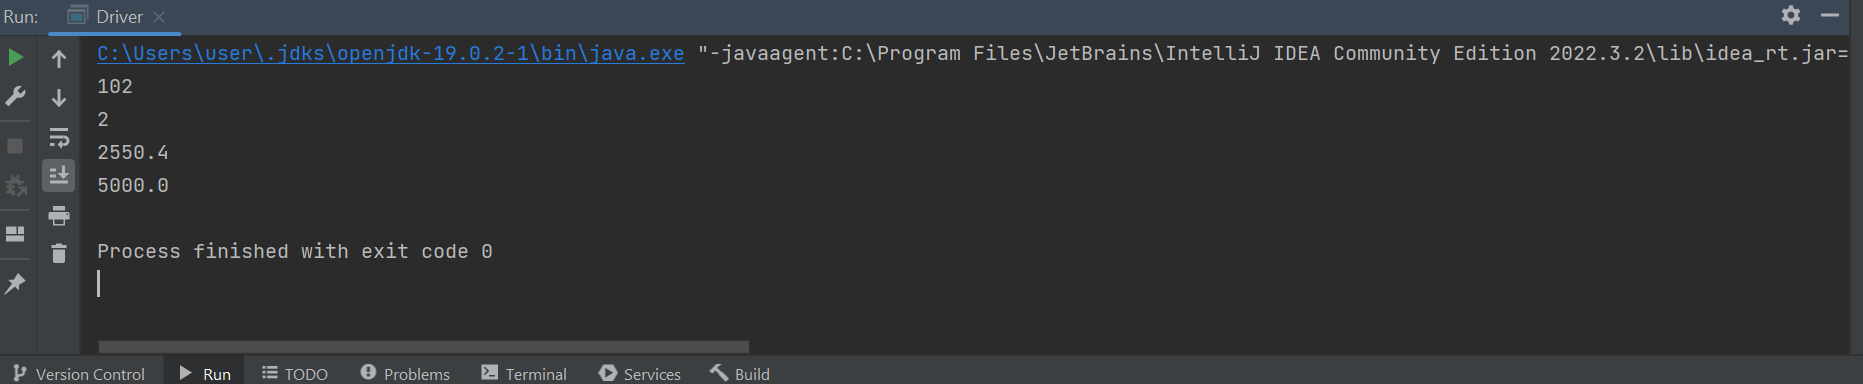 Run: Driver
C:\Users\user\.jdks\openjdk-19.0.2-1\bin\java.exe "-javaagent:C:\Program Files\JetBrains\IntelliJ IDEA Community Edition 2022.3.2\lib\idea_rt.jar=
102
2
2550.4
5000.0
Process finished with exit code 0
Version Control Run TODO Problems Terminal Services Build